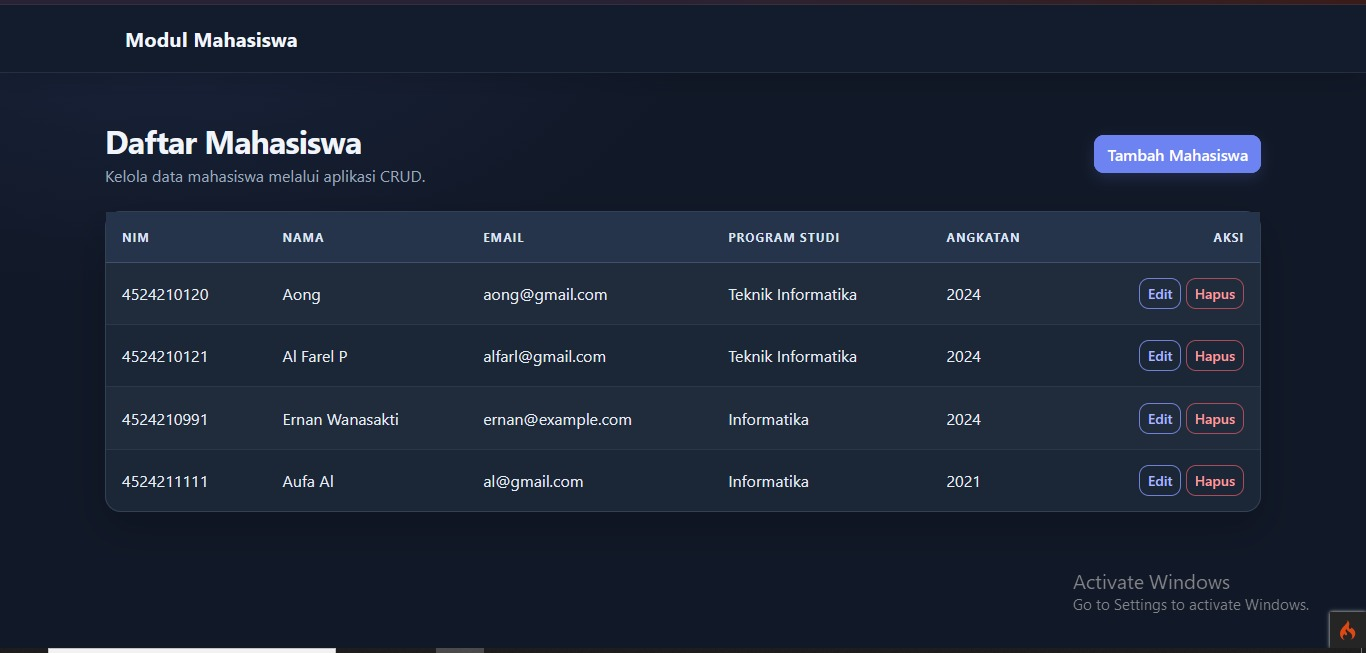 Modul Mahasiswa
Daftar Mahasiswa
Kelola data mahasiswa melalui aplikasi CRUD.
Tambah Mahasiswa
NIM NAMA EMAIL PROGRAM STUDI ANGKATAN AKSI
4524210120 Aong aong@gmail.com Teknik Informatika 2024 Edit Hapus
4524210121 Al Farel P alfarl@gmail.com Teknik Informatika 2024 Edit Hapus
4524210991 Ernan Wanasakti ernan@example.com Informatika 2024 Edit Hapus
4524211111 Aufa Al al@gmail.com Informatika 2021 Edit Hapus
Activate Windows
Go to Settings to activate Windows.